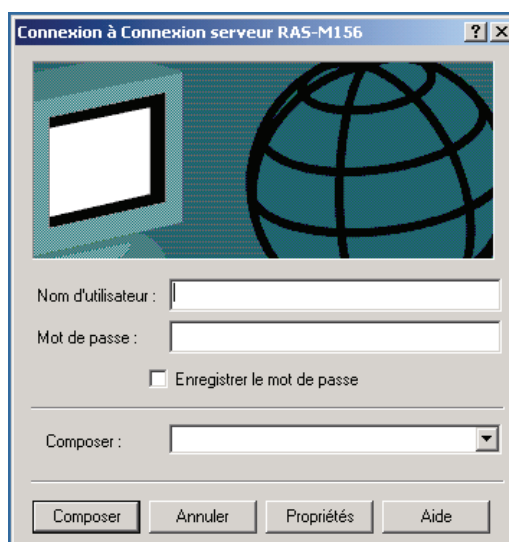 Connexion à Connexion serveur RAS-M156
Nom d'utilisateur :
Mot de passe :
Enregistrer le mot de passe
Composer :
Composer Annuler Propriétés Aide